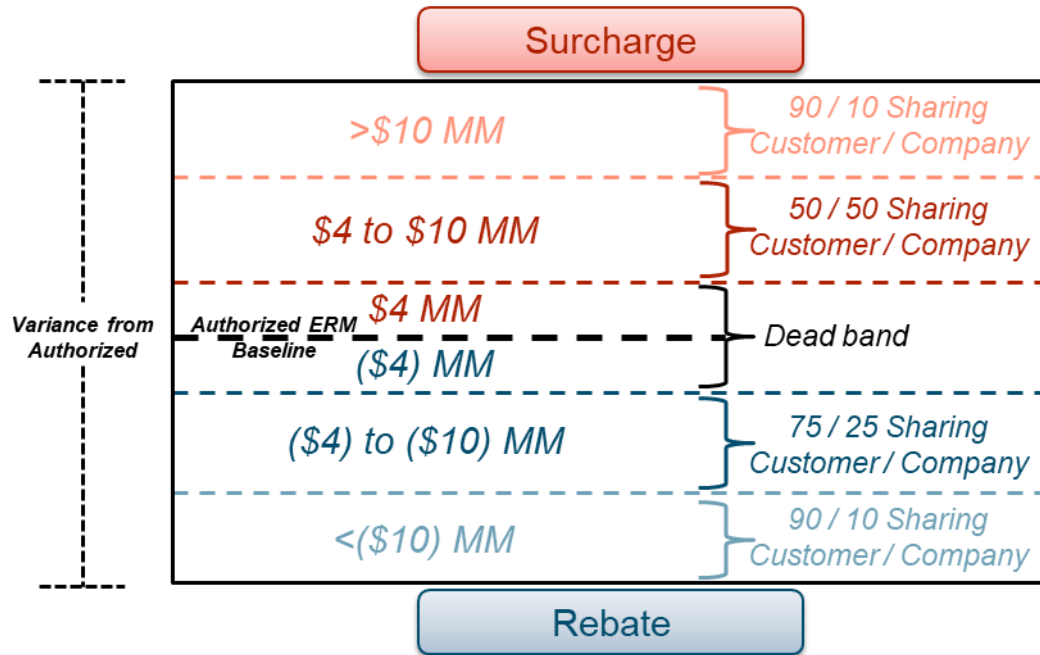 Surcharge
>$10 MM
90 / 10 Sharing
Customer / Company
$4 to $10 MM
50 / 50 Sharing
Customer / Company
Variance from
Authorized
Authorized ERM
Baseline
$4 MM
($4) MM
Dead band
($4) to ($10) MM
75 / 25 Sharing
Customer / Company
<($10) MM
90 / 10 Sharing
Customer / Company
Rebate